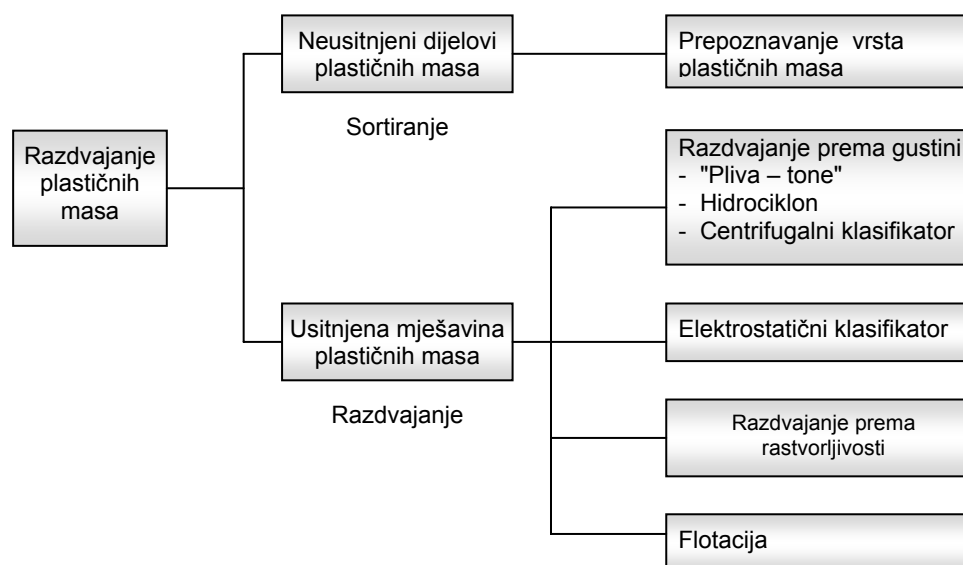 Razdvajanje
plastičnih
masa
Neusitnjeni dijelovi
plastičnih masa
Sortiranje
Prepoznavanje vrsta
plastičnih masa
Usitnjena mješavina
plastičnih masa
Razdvajanje
Razdvajanje prema gustini
- "Pliva – tone"
- Hidrociklon
- Centrifugalni klasifikator
Elektrostatični klasifikator
Razdvajanje prema
rastvorljivosti
Flotacija